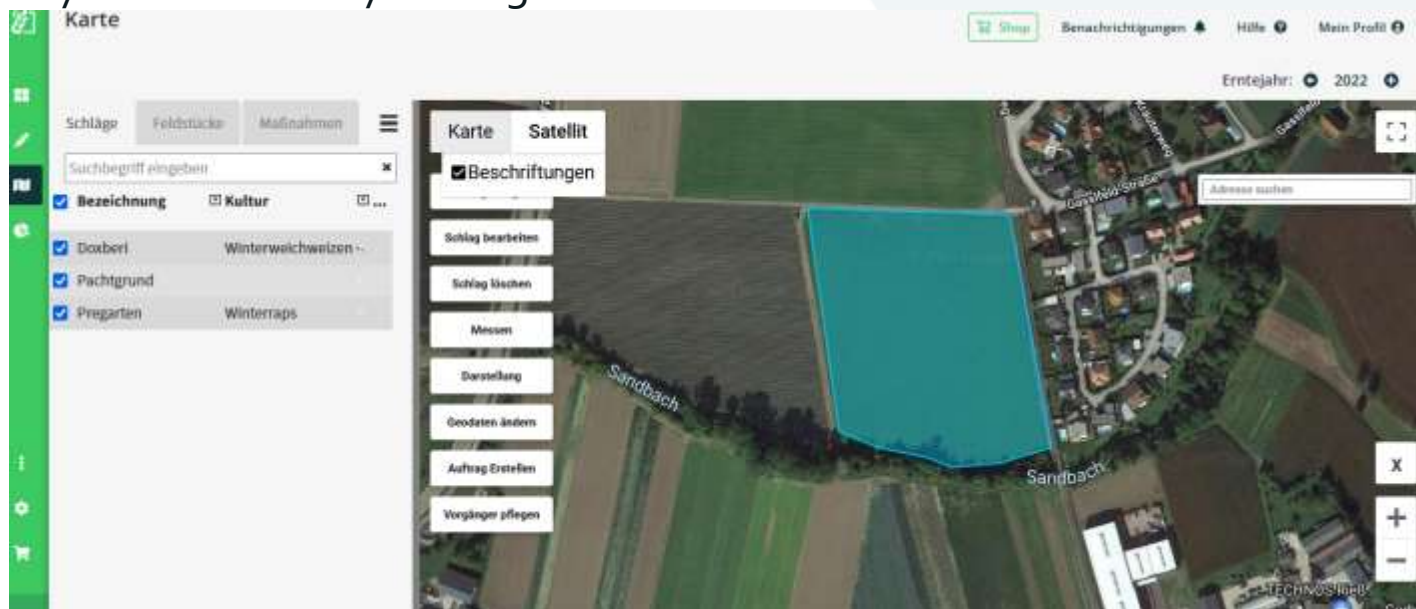 Karte
Shop
Benachrichtigungen
Hilfe
Mein Profil
Erntejahr:
2022
Schläge
Feldstücke
Maßnahmen
Suchbegriff eingeben
Bezeichnung
Kultur
...
Doxberi
Winterweichweizen -
Pachtgrund
Pregarten
Winterraps
Karte
Satellit
Beschriftungen
Schlag bearbeiten
Schlag löschen
Messen
Darstellung
Geodaten ändern
Auftrag Erstellen
Vorgänger pflegen
Adresse suchen
Gasslfeld-Straße
Sandbach
Sandbach
X
+
−